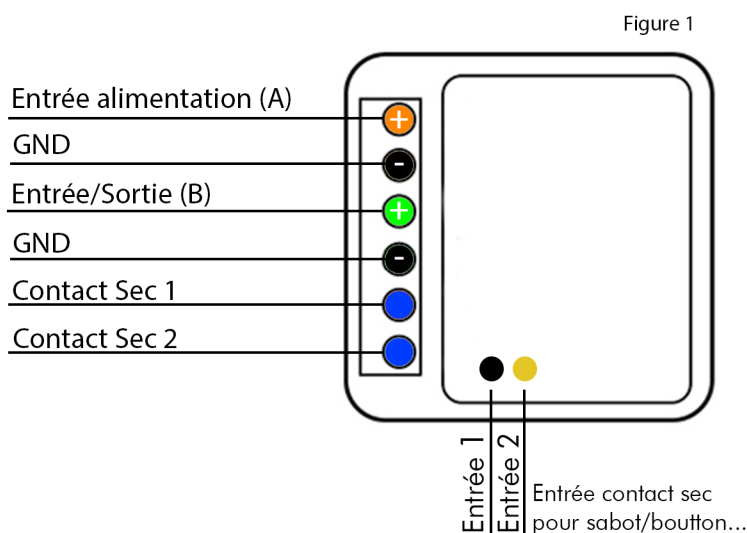 Figure 1
Entrée alimentation (A)
+
GND
-
Entrée/Sortie (B)
+
GND
-
Contact Sec 1
Contact Sec 2
Entrée 1
Entrée 2
Entrée contact sec
pour sabot/boutton...